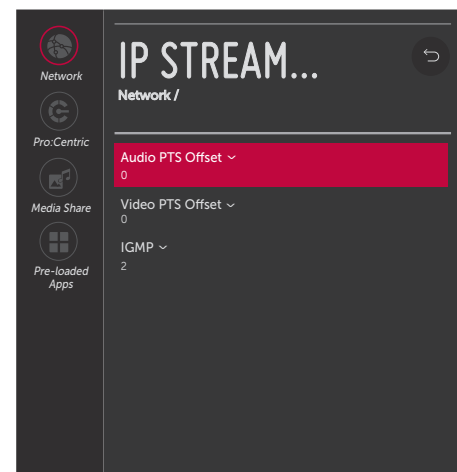 Network
Pro:Centric
Media Share
Pre-loaded
Apps
IP STREAM...
Network /
Audio PTS Offset
0
Video PTS Offset
0
IGMP
2